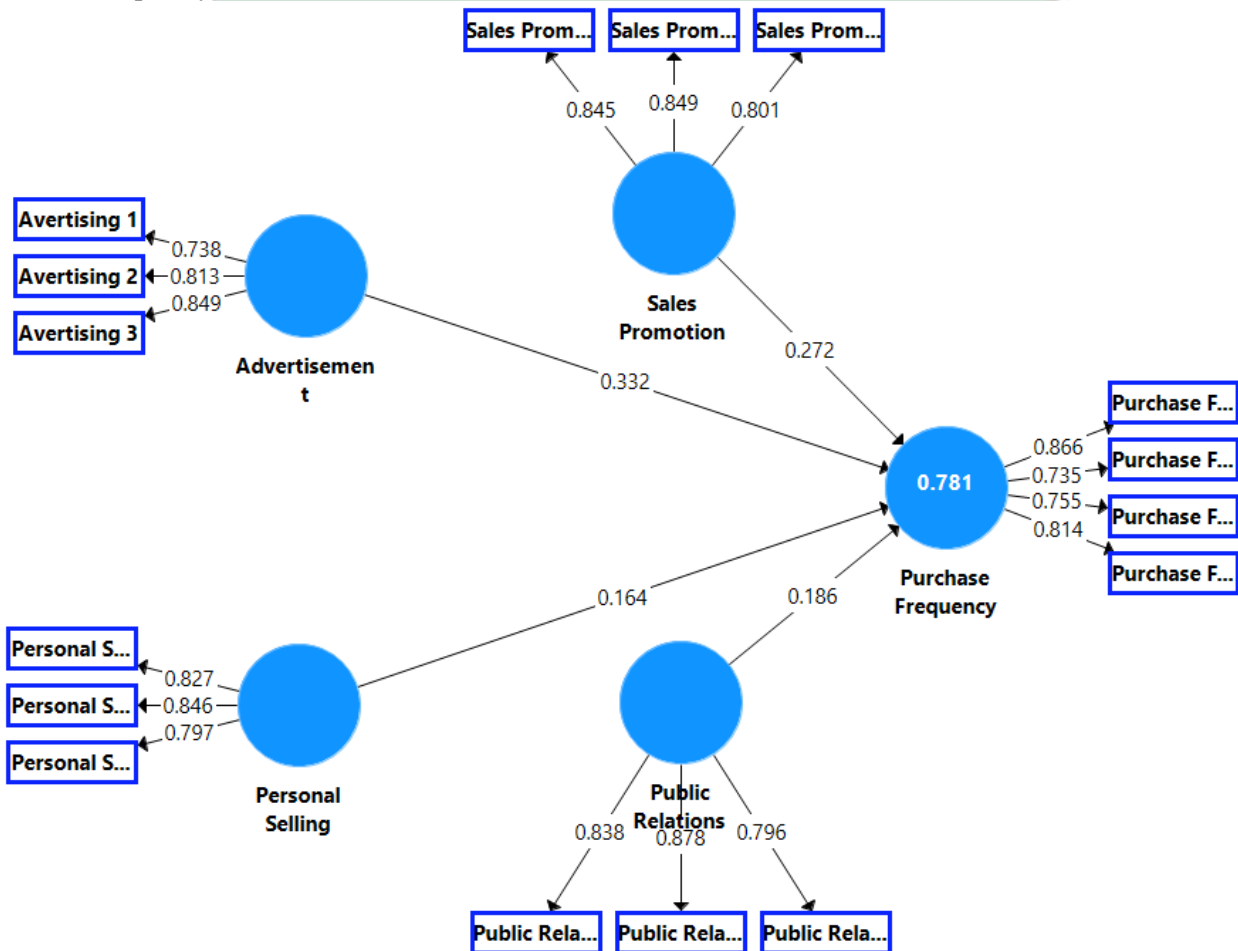 Sales Prom...
Sales Prom...
Sales Prom...
0.845
0.849
0.801
Avertising 1
Avertising 2
Avertising 3
0.738
0.813
0.849
Advertisemen
t
Sales
Promotion
0.272
0.332
Purchase F...
Purchase F...
Purchase F...
Purchase F...
0.866
0.735
0.755
0.814
0.781
Purchase
Frequency
0.164
0.186
Personal S...
Personal S...
Personal S...
0.827
0.846
0.797
Personal
Selling
Public
Relations
0.838
0.878
0.796
Public Rela...
Public Rela...
Public Rela...